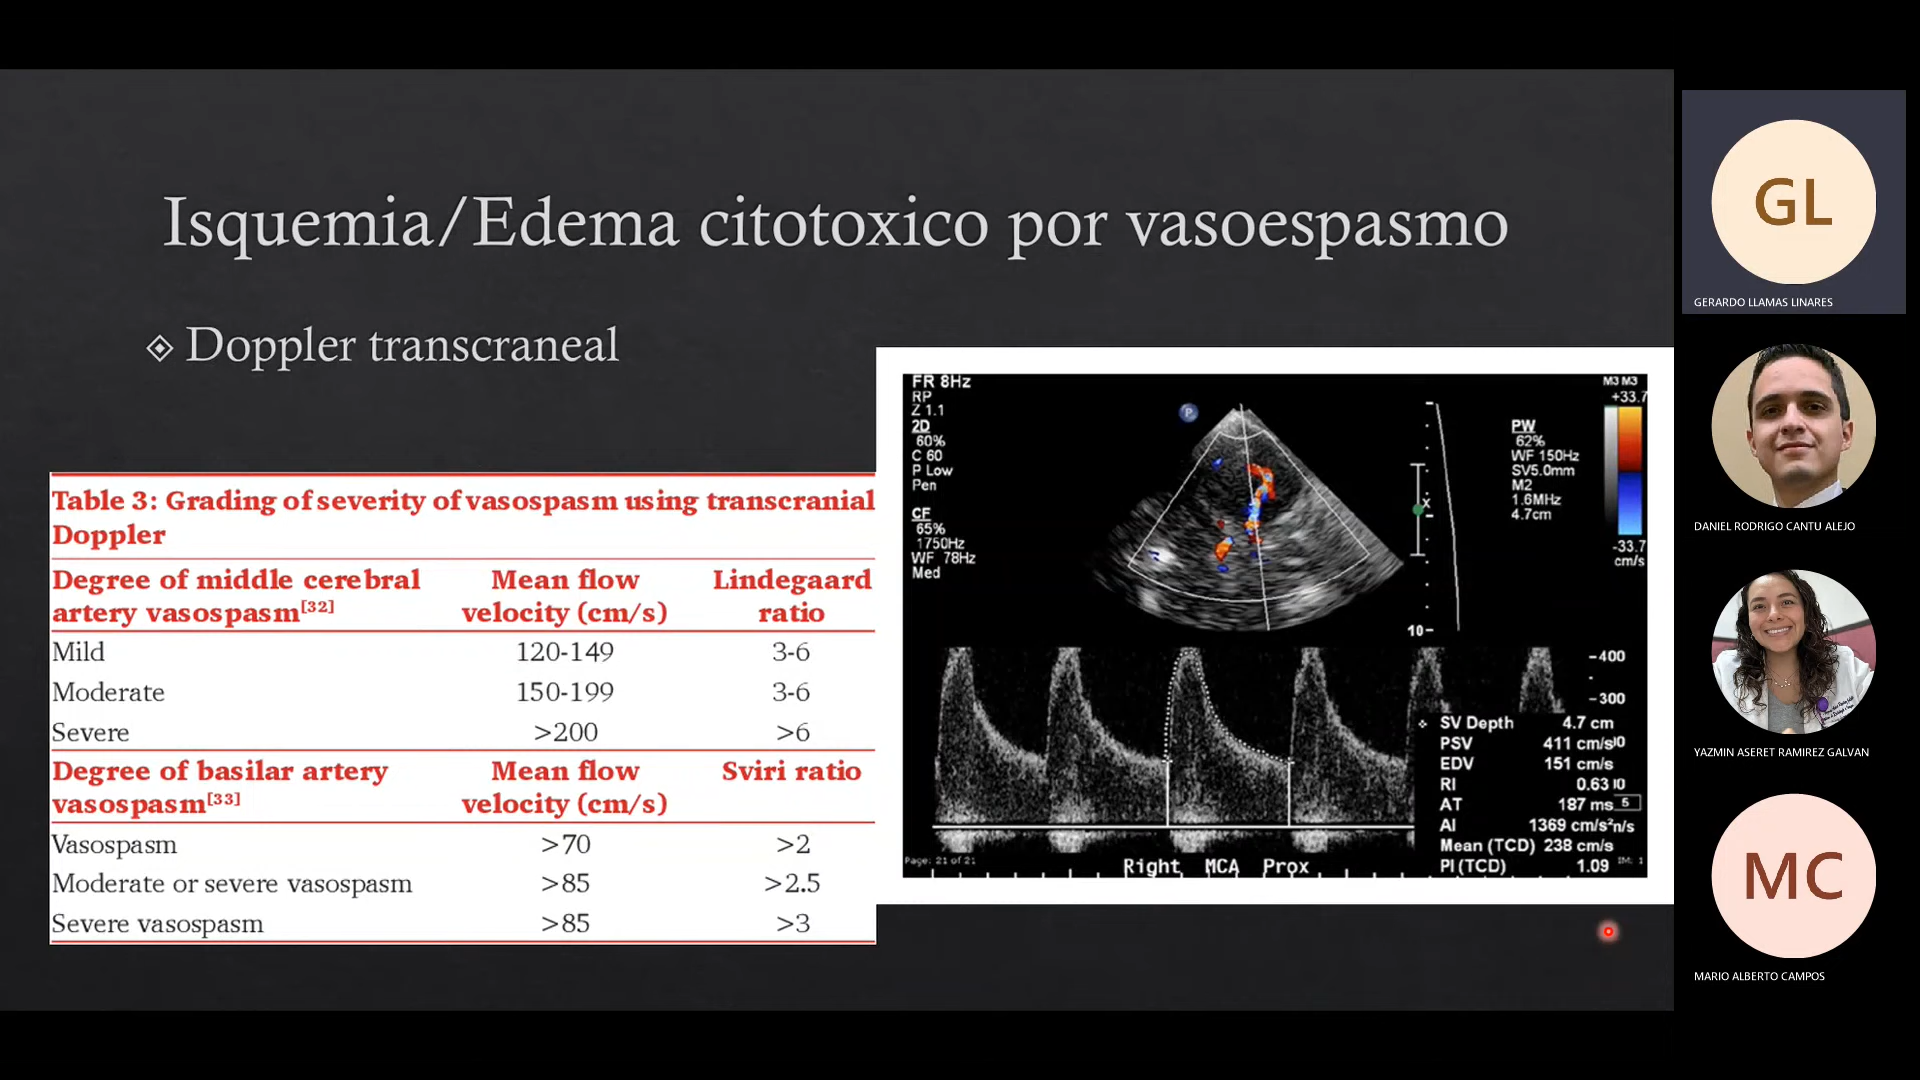 Isquemia/Edema citotoxico por vasoespasmo
Doppler transcraneal
Table 3: Grading of severity of vasospasm using transcranial
Doppler
Degree of middle cerebral artery vasospasm[32] Mean flow velocity (cm/s) Lindegaard ratio
Mild 120-149 3-6
Moderate 150-199 3-6
Severe >200 >6
Degree of basilar artery vasospasm[33] Mean flow velocity (cm/s) Sviri ratio
Vasospasm >70 >2
Moderate or severe vasospasm >85 >2.5
Severe vasospasm >85 >3
FR 8Hz
RP
Z 1.1
2D
60%
C 60
P Low
Pen
CF
65%
1750Hz
WF 78Hz
Med
P
X
10
PW
62%
WF 150Hz
SV5.0mm
M2
1.6MHz
4.7cm
M3 M3
+33.7
-33.7
cm/s
-400
-300
SV Depth 4.7 cm
PSV 411 cm/s
EDV 151 cm/s
RI 0.63
AT 187 ms
5
AI 1369 cm/s²
Mean (TCD) 238 cm/s
PI (TCD) 1.09
Page: 21 of 21
Right MCA Prox
GL
GERARDO LLAMAS LINARES
DANIEL RODRIGO CANTU ALEJO
YAZMIN ASERET RAMIREZ GALVAN
MC
MARIO ALBERTO CAMPOS